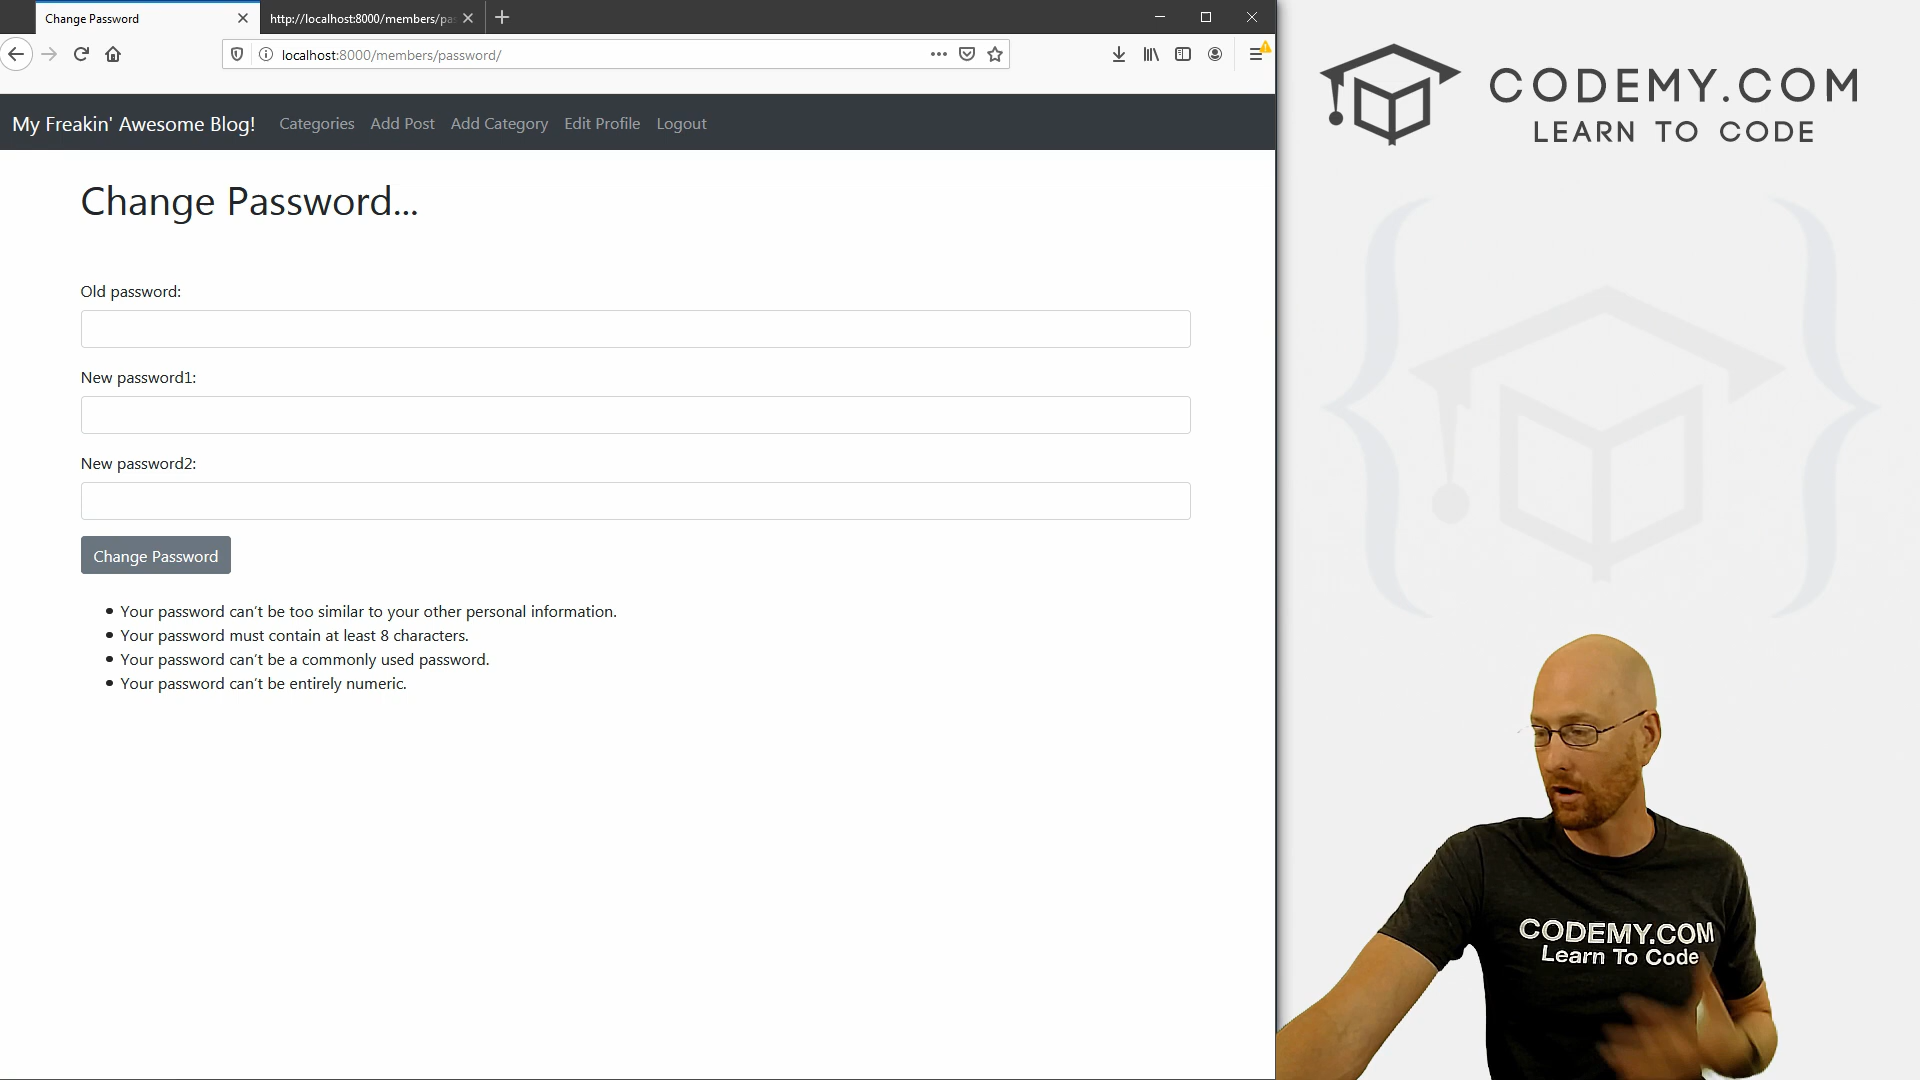 Change Password
http://localhost:8000/members/pa
localhost:8000/members/password/
My Freakin' Awesome Blog!
Categories
Add Post
Add Category
Edit Profile
Logout
Change Password...
Old password:
New password1:
New password2:
Change Password
Your password can't be too similar to your other personal information.
Your password must contain at least 8 characters.
Your password can't be a commonly used password.
Your password can't be entirely numeric.
CODEMY.COM
LEARN TO CODE
CODEMY.COM
Learn To Code